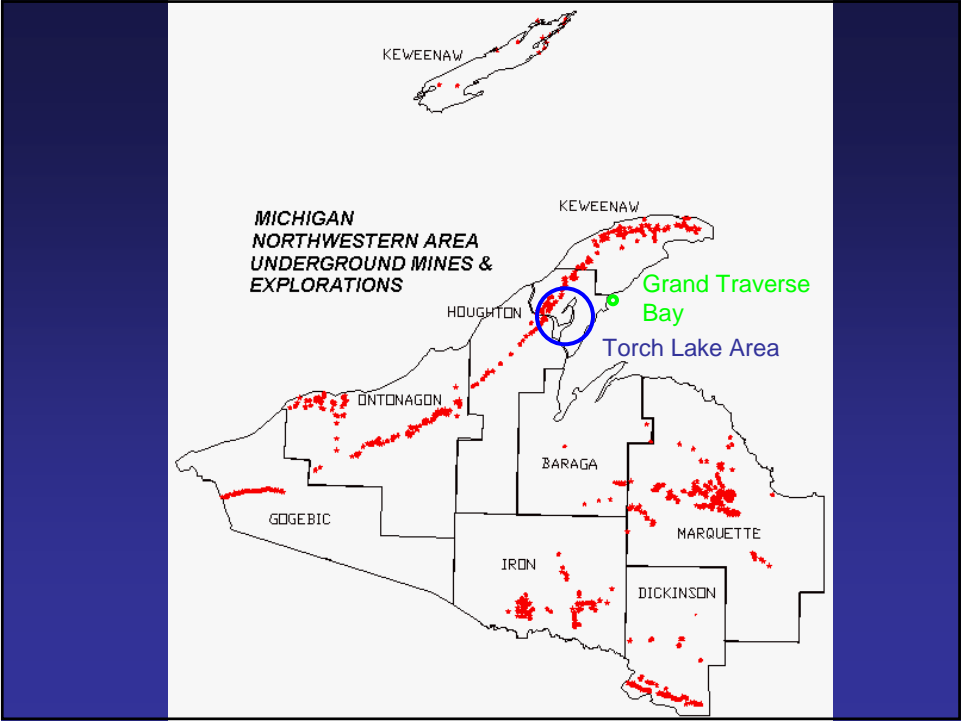 KEWEENAW
MICHIGAN
NORTHWESTERN AREA
UNDERGROUND MINES &
EXPLORATIONS
KEWEENAW
Grand Traverse
Bay
HOUGHTON
Torch Lake Area
ONTONAGON
BARAGA
GOGEBIC
MARQUETTE
IRON
DICKINSON